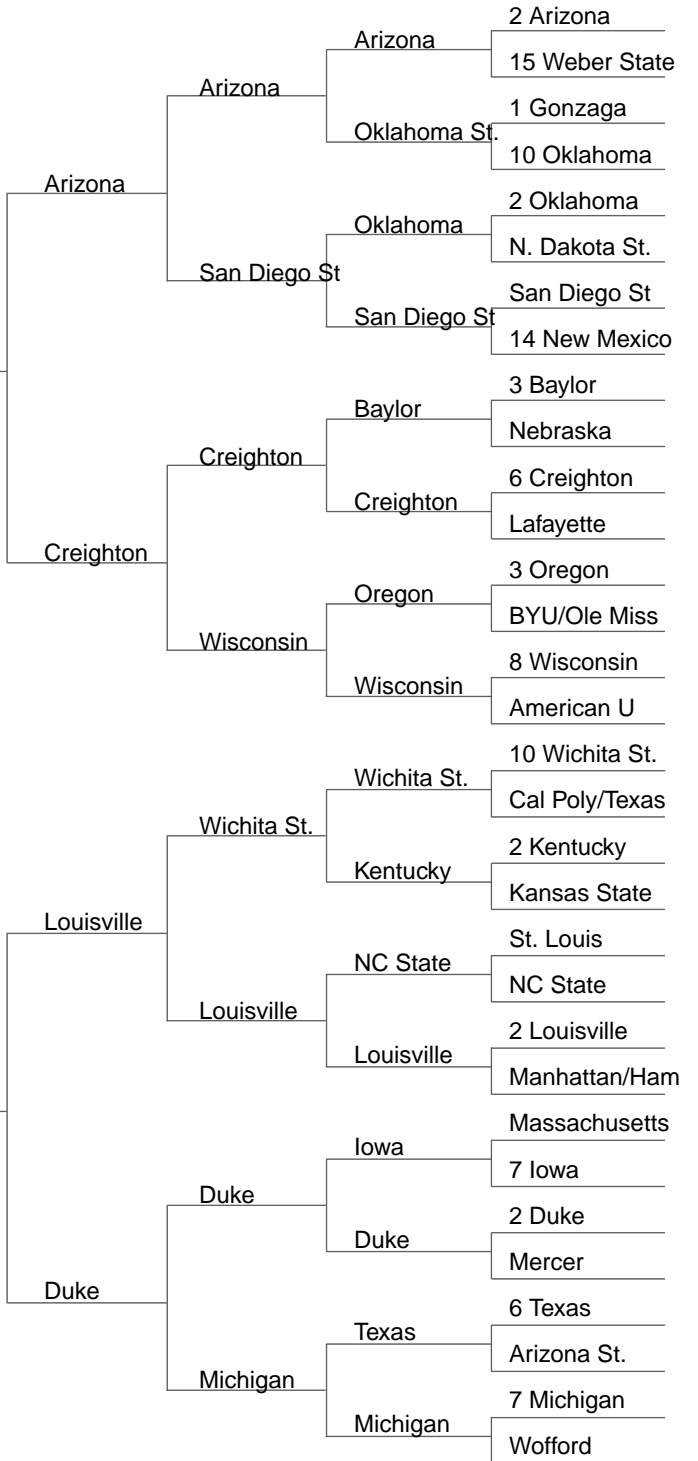 2 Arizona
Arizona
15 Weber State
Arizona
1 Gonzaga
Oklahoma St.
10 Oklahoma
Arizona
2 Oklahoma
Oklahoma
N. Dakota St.
San Diego St
San Diego St
San Diego St
14 New Mexico
3 Baylor
Baylor
Nebraska
Creighton
6 Creighton
Creighton
Lafayette
Creighton
3 Oregon
Oregon
BYU/Ole Miss
Wisconsin
8 Wisconsin
Wisconsin
American U
10 Wichita St.
Wichita St.
Cal Poly/Texas
Wichita St.
2 Kentucky
Kentucky
Kansas State
Louisville
St. Louis
NC State
NC State
Louisville
2 Louisville
Louisville
Manhattan/Ham
Massachusetts
Iowa
7 Iowa
Duke
2 Duke
Duke
Mercer
Duke
6 Texas
Texas
Arizona St.
Michigan
7 Michigan
Michigan
Wofford